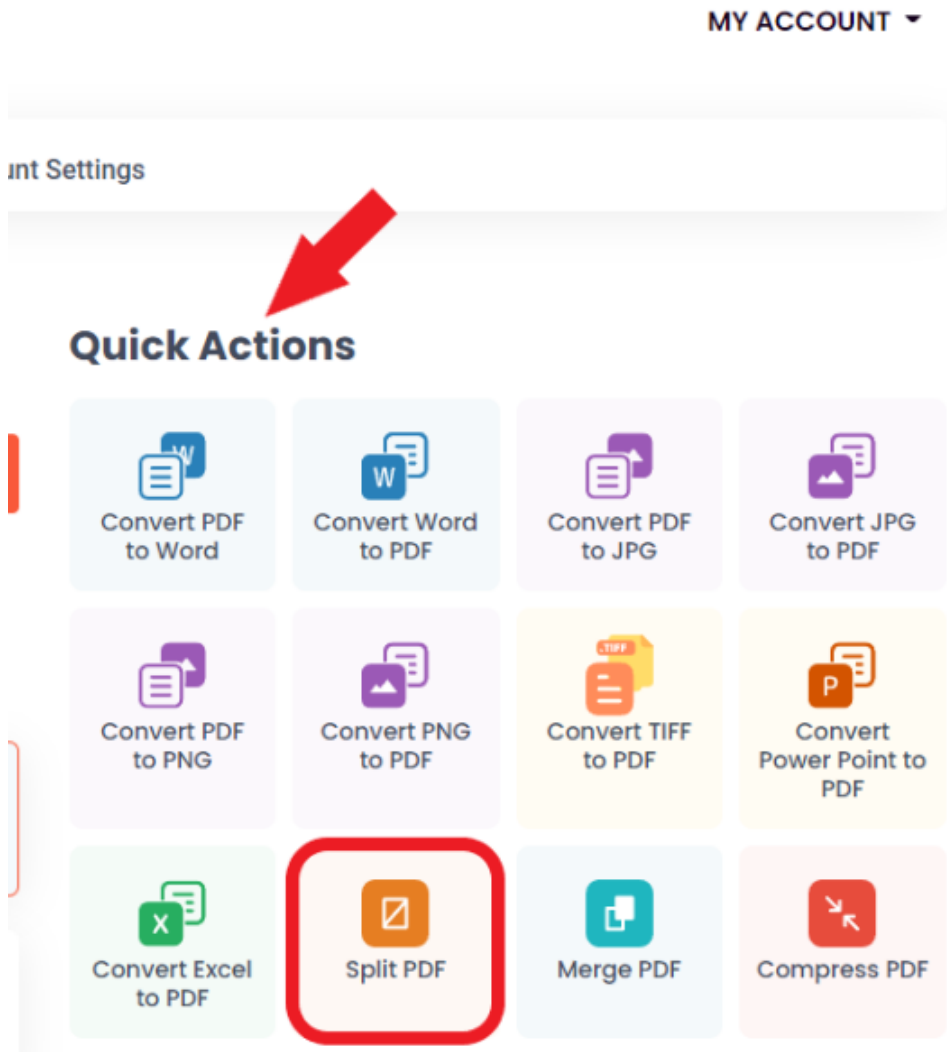 MY ACCOUNT
unt Settings
Quick Actions
W
W
Convert PDF
to Word
Convert Word
to PDF
Convert PDF
to JPG
Convert JPG
to PDF
.TIFF
P
Convert PDF
to PNG
Convert PNG
to PDF
Convert TIFF
to PDF
Convert
Power Point to
PDF
X
Convert Excel
to PDF
Split PDF
Merge PDF
Compress PDF